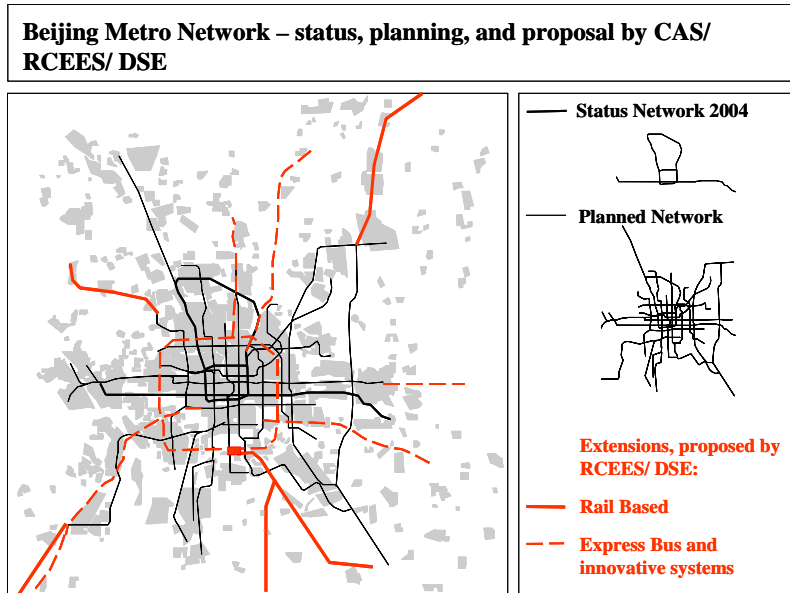 Beijing Metro Network – status, planning, and proposal by CAS/
RCEES/ DSE
Status Network 2004
Planned Network
Extensions, proposed by
RCEES/ DSE:
Rail Based
Express Bus and
innovative systems